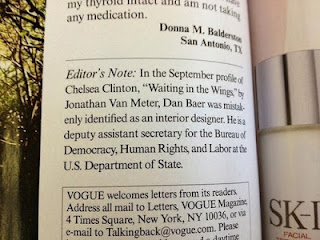 my thyroid intact and am not taking
any medication.
Donna M. Balderston
San Antonio, TX
Editor's Note: In the September profile of
Chelsea Clinton, “Waiting in the Wings,” by
Jonathan Van Meter, Dan Baer was mistak-
enly identified as an interior designer. He is a
deputy assistant secretary for the Bureau of
Democracy, Human Rights, and Labor at the
U.S. Department of State.
VOGUE welcomes letters from its readers.
Address all mail to Letters, VOGUE Magazine,
4 Times Square, New York, NY 10036, or via
e-mail to Talkingback@vogue.com. Please
a daytime
SK-I
FACIAL